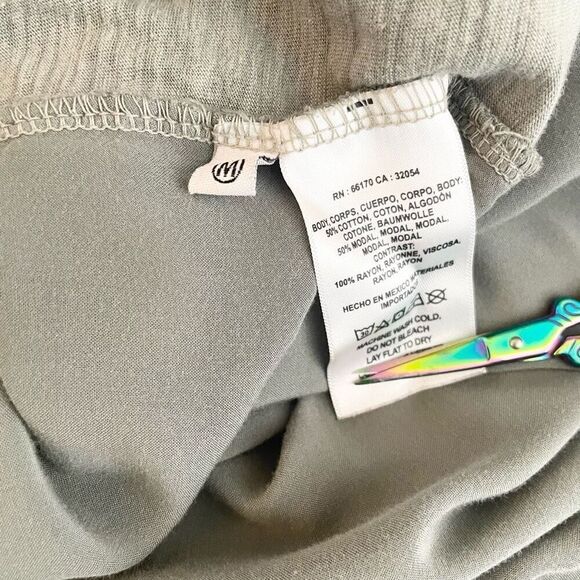 M
RN : 66170 CA : 32054
BODY, CORPS, CUERPO, CORPO, BODY:
50% COTTON, COTON, ALGODÓN
COTONE, BAUMWOLLE
50% MODAL, MODAL, MODAL,
MODAL, MODAL
CONTRAST:
100% RAYON, RAYONNE, VISCOSA,
HECHO EN MEXICO MATERIALES
IMPORTADOS
30
MACHINE WASH COLD,
DO NOT BLEACH
LAY FLAT TO DRY